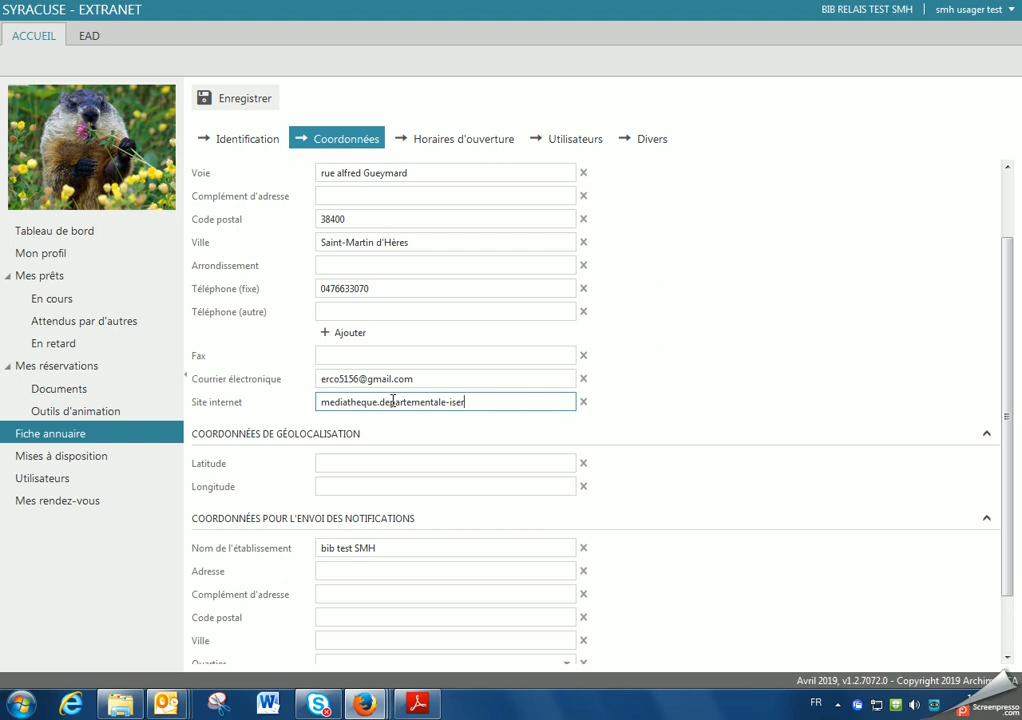 SYRACUSE - EXTRANET
BIB RELAIS TEST SMH
smh usager test
ACCUEIL
EAD
Enregistrer
Identification
Coordonnées
Horaires d'ouverture
Utilisateurs
Divers
Tableau de bord
Mon profil
Mes prêts
En cours
Attendus par d'autres
En retard
Mes réservations
Documents
Outils d'animation
Fiche annuaire
Mises à disposition
Utilisateurs
Mes rendez-vous
Voie rue alfred Gueymard
Complément d'adresse
Code postal 38400
Ville Saint-Martin d'Hères
Arrondissement
Téléphone (fixe) 0476633070
Téléphone (autre)
+ Ajouter
Fax
Courrier électronique erco5156@gmail.com
Site internet mediatheque.departementale-iser
COORDONNÉES DE GÉOLOCALISATION
Latitude
Longitude
COORDONNÉES POUR L'ENVOI DES NOTIFICATIONS
Nom de l'établissement bib test SMH
Adresse
Complément d'adresse
Code postal
Ville
Quartier
Avril 2019, v1.2.7072.0 - Copyright 2019
FR
Screenpresso
.com